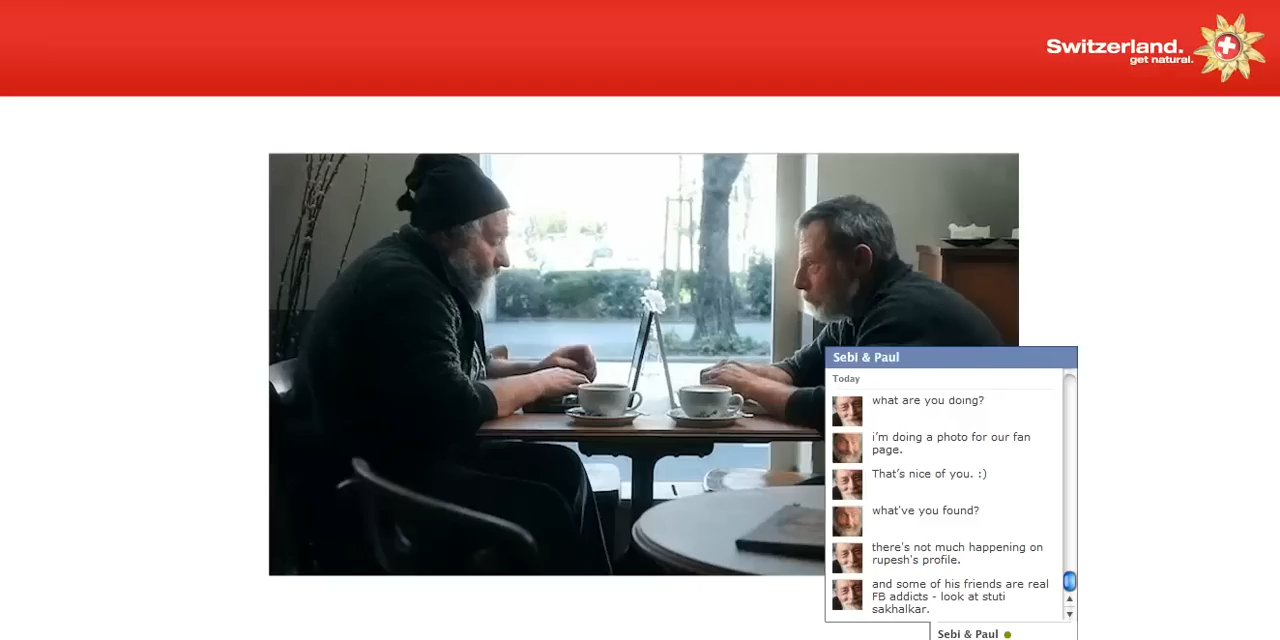 Switzerland.
get natural.
Sebi & Paul
Today
what are you doing?
i'm doing a photo for our fan
page.
That's nice of you. :)
what've you found?
there's not much happening on
rupesh's profile.
and some of his friends are real
FB addicts - look at stuti
sakhalkar.
Sebi & Paul